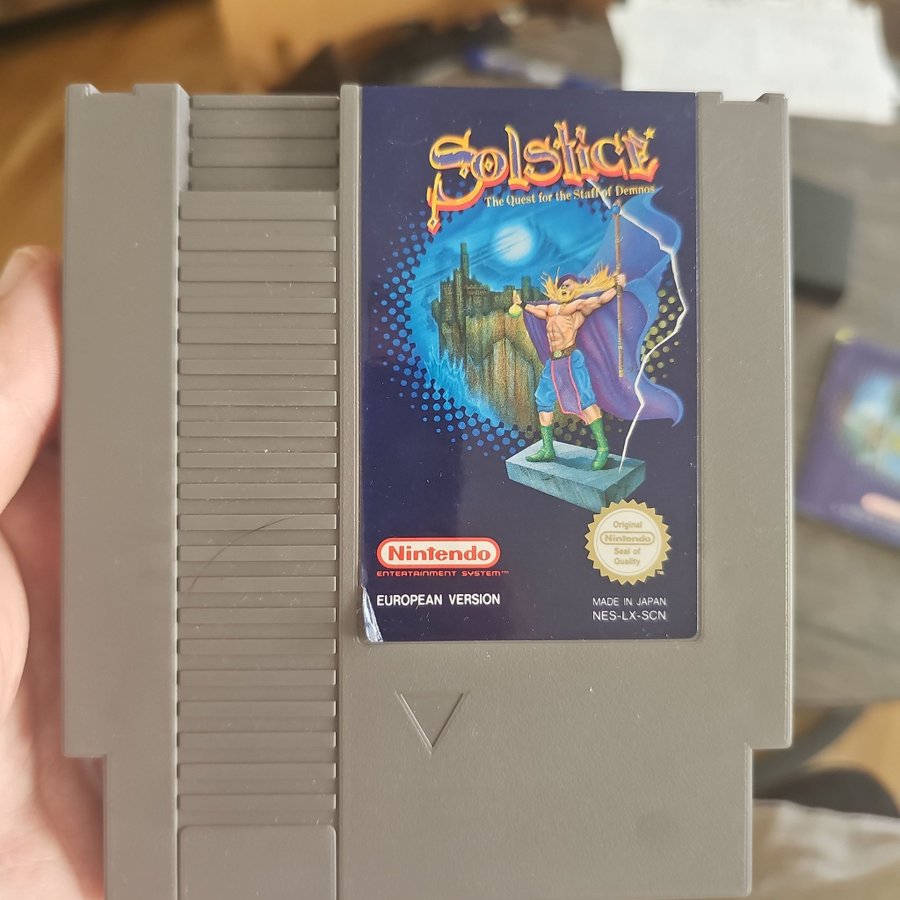 Solstice
The Quest for the Staff of Demnos
Nintendo
ENTERTAINMENT SYSTEM™
EUROPEAN VERSION
Original
Nintendo
Seal of
Quality
TM
MADE IN JAPAN
NES-LX-SCN